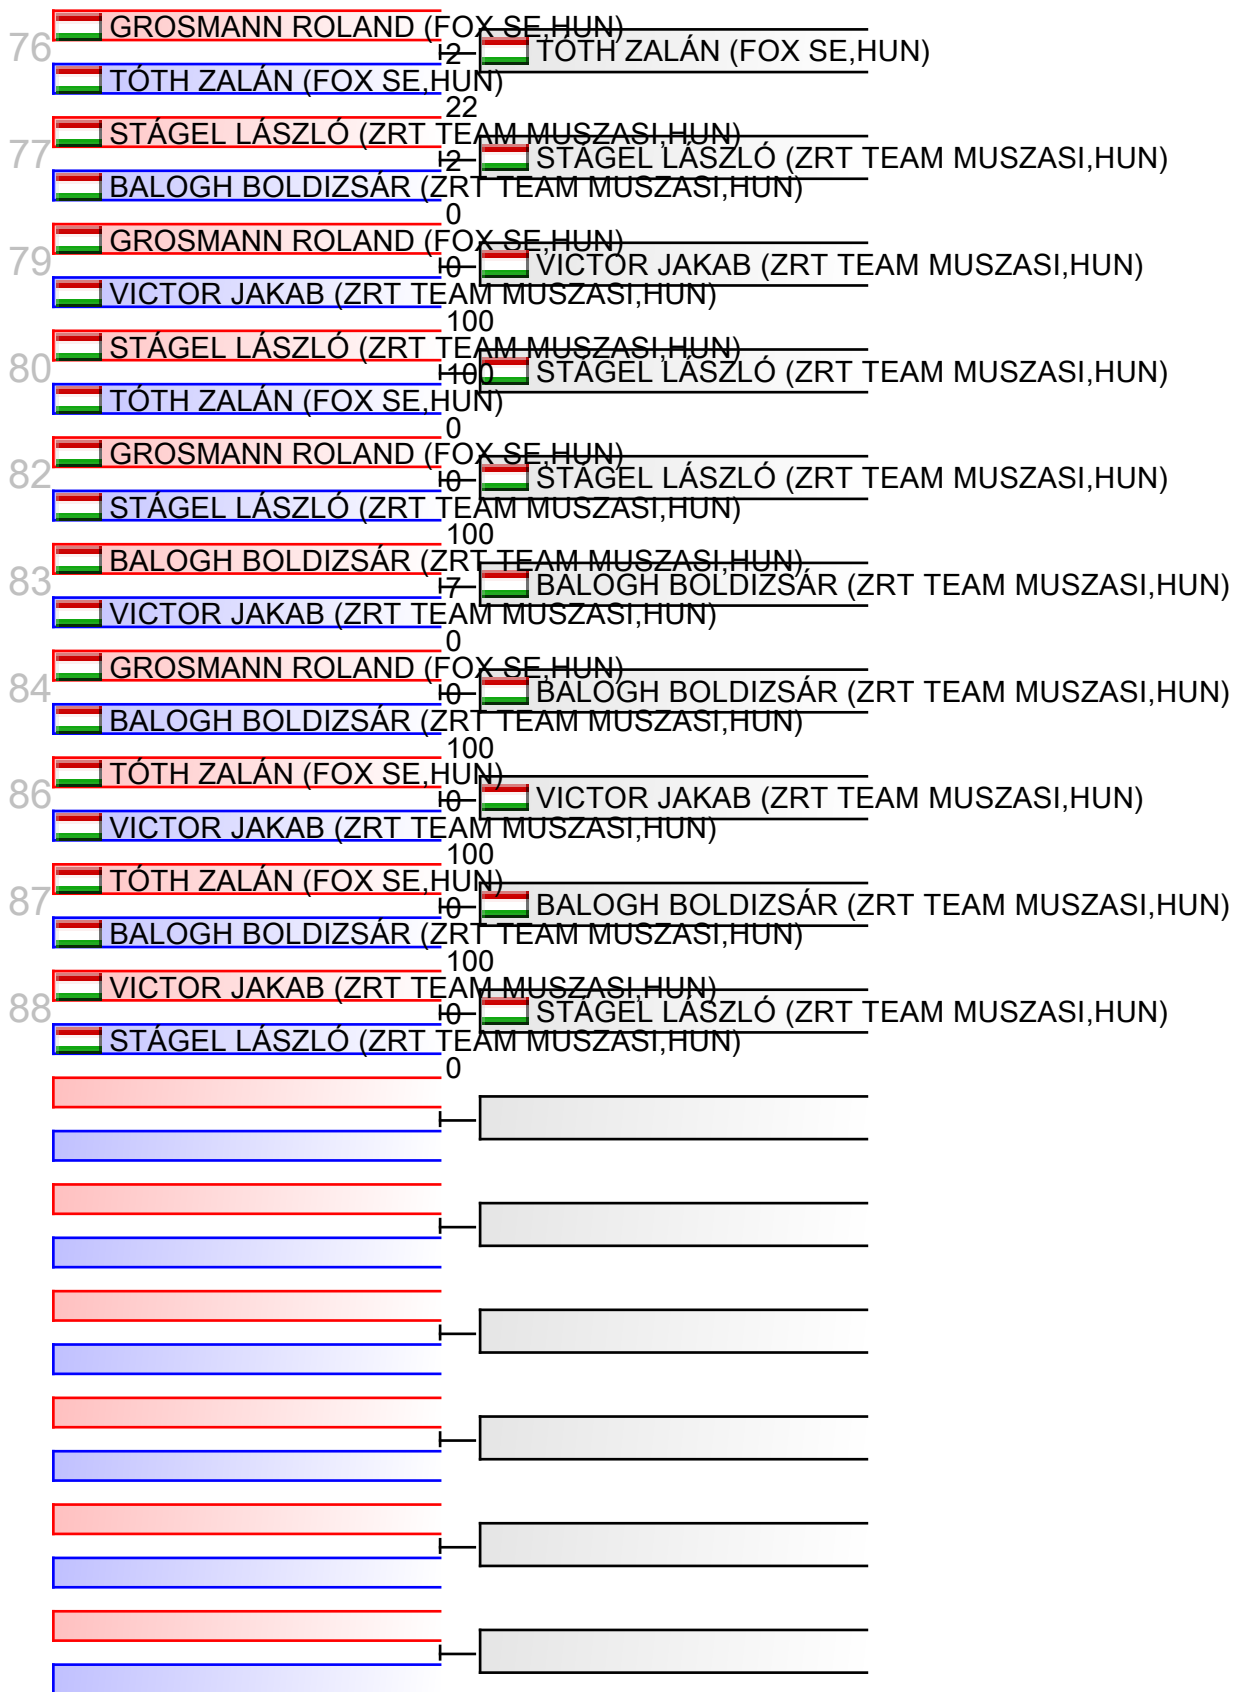 76 GROSMANN ROLAND (FOX SE,HUN)
2 TÓTH ZALÁN (FOX SE,HUN)
TÓTH ZALÁN (FOX SE,HUN)
22
77 STÁGEL LÁSZLÓ (ZRT TEAM MUSZASI,HUN)
2 STÁGEL LÁSZLÓ (ZRT TEAM MUSZASI,HUN)
BALOGH BOLDIZSÁR (ZRT TEAM MUSZASI,HUN)
0
79 GROSMANN ROLAND (FOX SE,HUN)
0 VICTOR JAKAB (ZRT TEAM MUSZASI,HUN)
VICTOR JAKAB (ZRT TEAM MUSZASI,HUN)
100
80 STÁGEL LÁSZLÓ (ZRT TEAM MUSZASI,HUN)
100 STÁGEL LÁSZLÓ (ZRT TEAM MUSZASI,HUN)
TÓTH ZALÁN (FOX SE,HUN)
0
82 GROSMANN ROLAND (FOX SE,HUN)
0 STÁGEL LÁSZLÓ (ZRT TEAM MUSZASI,HUN)
STÁGEL LÁSZLÓ (ZRT TEAM MUSZASI,HUN)
100
83 BALOGH BOLDIZSÁR (ZRT TEAM MUSZASI,HUN)
7 BALOGH BOLDIZSÁR (ZRT TEAM MUSZASI,HUN)
VICTOR JAKAB (ZRT TEAM MUSZASI,HUN)
0
84 GROSMANN ROLAND (FOX SE,HUN)
0 BALOGH BOLDIZSÁR (ZRT TEAM MUSZASI,HUN)
BALOGH BOLDIZSÁR (ZRT TEAM MUSZASI,HUN)
100
86 TÓTH ZALÁN (FOX SE,HUN)
0 VICTOR JAKAB (ZRT TEAM MUSZASI,HUN)
VICTOR JAKAB (ZRT TEAM MUSZASI,HUN)
100
87 TÓTH ZALÁN (FOX SE,HUN)
0 BALOGH BOLDIZSÁR (ZRT TEAM MUSZASI,HUN)
BALOGH BOLDIZSÁR (ZRT TEAM MUSZASI,HUN)
100
88 VICTOR JAKAB (ZRT TEAM MUSZASI,HUN)
0 STÁGEL LÁSZLÓ (ZRT TEAM MUSZASI,HUN)
STÁGEL LÁSZLÓ (ZRT TEAM MUSZASI,HUN)
0